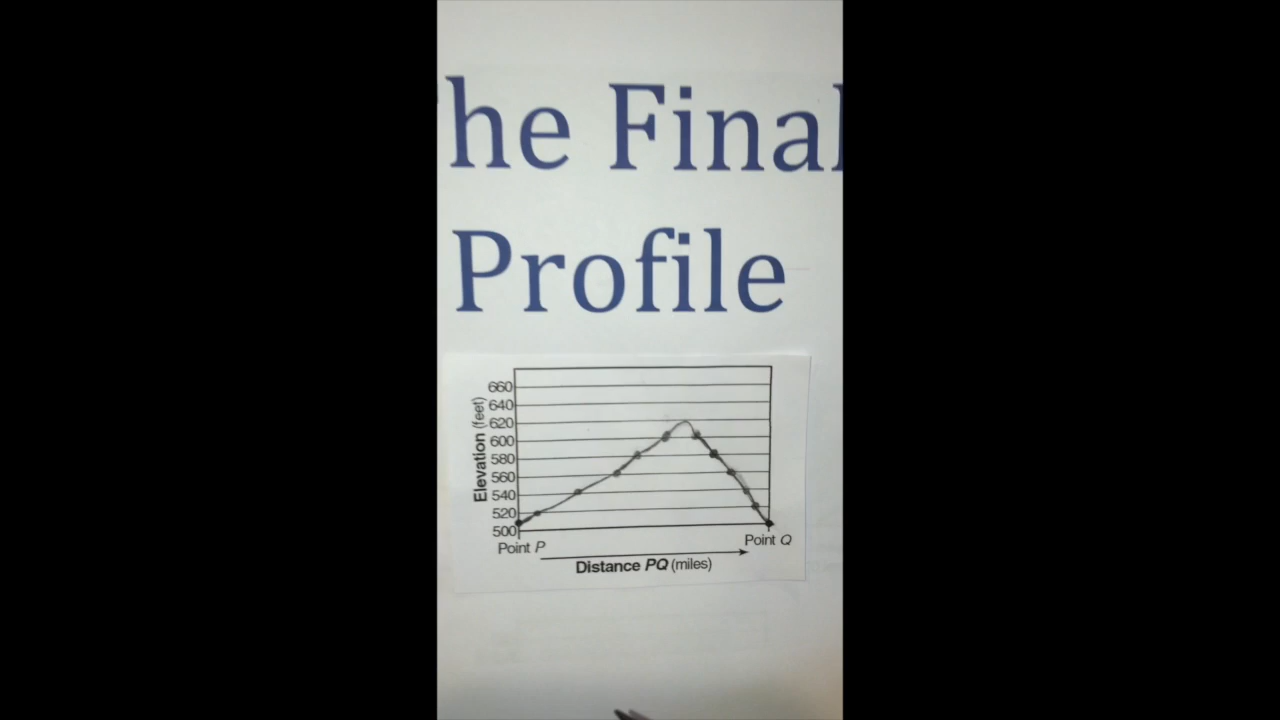 he Final
Profile
660
640
620
600
580
560
540
520
500
Elevation (feet)
Point P
Point Q
Distance PQ (miles)